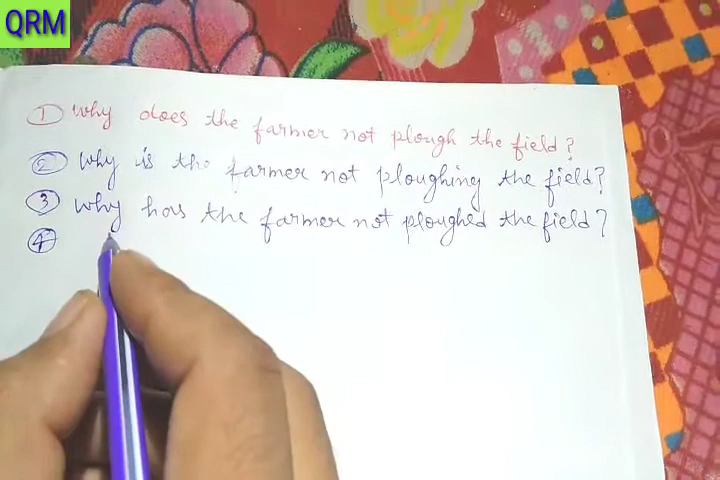 QRM
① Why does the farmer not plough the field?
② Why is the farmer not ploughing the field?
③ Why has the farmer not ploughed the field?
④